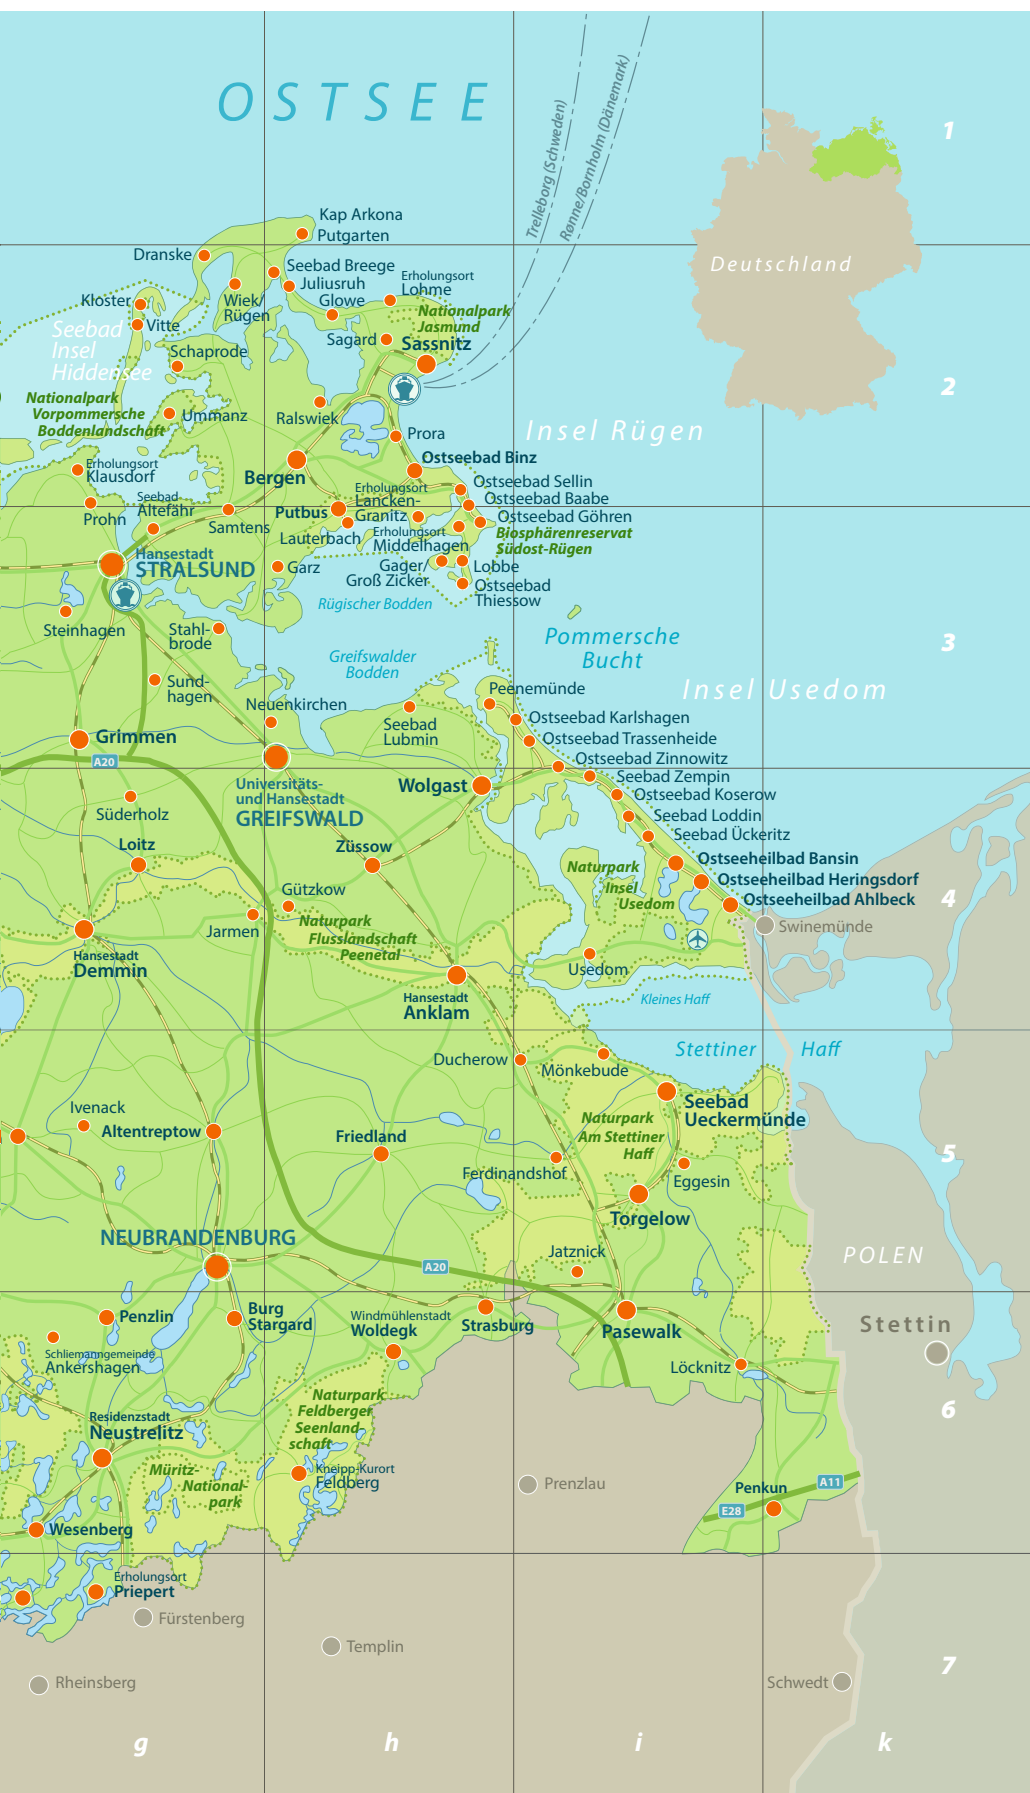 OSTSEE
Trelleborg (Schweden)
Rønne/Bornholm (Dänemark)
1
Deutschland
Kap Arkona
Putgarten
Dranske
Seebad Breege
Juliusruh
Erholungsort
Lohme
Kloster
Wiek/
Rügen
Glowe
Vitte
Seebad
Insel
Hiddensee
Nationalpark
Jasmund
Sagard
Sassnitz
Schaprode
2
Nationalpark
Vorpommersche
Boddenlandschaft
Ummanz
Ralswiek
Prora
Insel Rügen
Erholungsort
Klausdorf
Bergen
Ostseebad Binz
Ostseebad Sellin
Ostseebad Baabe
Ostseebad Göhren
Biosphärenreservat
Südost-Rügen
Prohn
Seebad
Altefähr
Samtens
Putbus
Erholungsort
Lancken-
Granitz
Lauterbach
Erholungsort
Middelhagen
Hansestadt
STRALSUND
Garz
Gager/
Groß Zicker
Lobbe
Ostseebad
Thiessow
Rügischer Bodden
Steinhagen
Stahl-
brode
Greifswalder
Bodden
Pommersche
Bucht
3
Sund-
hagen
Insel Usedom
Neuenkirchen
Seebad
Lubmin
Peenemünde
Ostseebad Karlshagen
Ostseebad Trassenheide
Ostseebad Zinnowitz
Seebad Zempin
Ostseebad Koserow
Seebad Loddin
Seebad Ückeritz
Grimmen
A20
Universitäts-
und Hansestadt
GREIFSWALD
Wolgast
Süderholz
Loitz
Züssow
Naturpark
Insel
Usedom
Ostseeheilbad Bansin
Ostseeheilbad Heringsdorf
Ostseeheilbad Ahlbeck
4
Swinemünde
Gützkow
Jarmen
Naturpark
Flusslandschaft
Peenetal
Hansestadt
Demmin
Usedom
Hansestadt
Anklam
Kleines Haff
Stettiner Haff
Ducherow
Mönkebude
Seebad
Ueckermünde
Ivenack
Altentreptow
Friedland
Naturpark
Am Stettiner
Haff
5
Ferdinandshof
Eggesin
Torgelow
NEUBRANDENBURG
A20
Jatznick
POLEN
Penzlin
Burg
Stargard
Windmühlenstadt
Woldegk
Strasburg
Pasewalk
Stettin
Schliemanngemeinde
Ankershagen
Löcknitz
Naturpark
Feldberger
Seenland-
schaft
6
Residenzstadt
Neustrelitz
Müritz-
National-
park
Kneipp-Kurort
Feldberg
Prenzlau
Penkun
A11
E28
Wesenberg
Erholungsort
Priepert
Fürstenberg
Templin
Rheinsberg
Schwedt
7
g
h
i
k